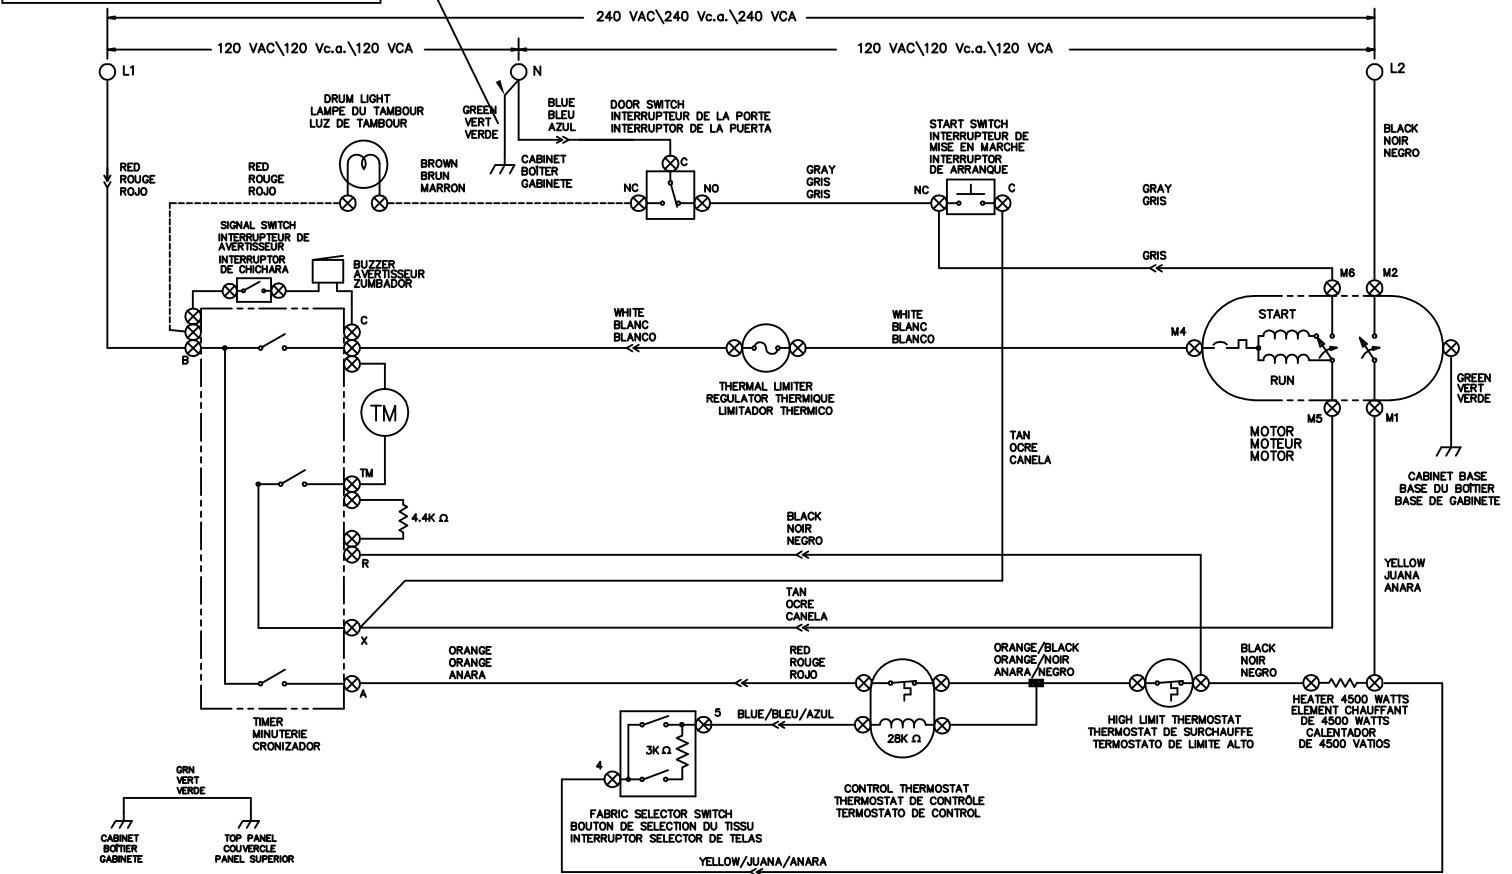 240 VAC\240 Vc.a.\240 VCA
120 VAC\120 Vc.a.\120 VCA
120 VAC\120 Vc.a.\120 VCA
L1
N
L2
DRUM LIGHT
LAMPE DU TAMBOUR
LUZ DE TAMBOUR
GREEN
VERT
VERDE
BLUE
BLEU
AZUL
DOOR SWITCH
INTERRUPTEUR DE LA PORTE
INTERRUPTOR DE LA PUERTA
START SWITCH
INTERRUPTEUR DE
MISE EN MARCHE
INTERRUPTOR
DE ARRANQUE
BLACK
NOIR
NEGRO
RED
ROUGE
ROJO
RED
ROUGE
ROJO
BROWN
BRUN
MARRON
CABINET
BOÎTER
GABINETE
C
NC
NO
GRAY
GRIS
GRIS
NC
C
GRAY
GRIS
SIGNAL SWITCH
INTERRUPTEUR DE
AVERTISSEUR
INTERRUPTOR
DE CHICHARA
BUZZER
AVERTISSEUR
ZUMBADOR
GRIS
M6
M2
C
WHITE
BLANC
BLANCO
WHITE
BLANC
BLANCO
START
M4
B
THERMAL LIMITER
REGULATOR THERMIQUE
LIMITADOR THERMICO
RUN
GREEN
VERT
VERDE
TM
M5
M1
TAN
OCRE
CANELA
MOTOR
MOTEUR
MOTOR
TM
CABINET BASE
BASE DU BOÎTIER
BASE DE GABINETE
4.4K Ω
BLACK
NOIR
NEGRO
R
YELLOW
JUANA
ANARA
TAN
OCRE
CANELA
X
ORANGE
ORANGE
ANARA
RED
ROUGE
ROJO
ORANGE/BLACK
ORANGE/NOIR
ANARA/NEGRO
BLACK
NOIR
NEGRO
A
TIMER
MINUTERIE
CRONIZADOR
5
BLUE/BLEU/AZUL
3K Ω
4
28K Ω
HIGH LIMIT THERMOSTAT
THERMOSTAT DE SURCHAUFFE
TERMOSTATO DE LIMITE ALTO
HEATER 4500 WATTS
ELEMENT CHAUFFANT
DE 4500 WATTS
CALENTADOR
DE 4500 VATIOS
GRN
VERT
VERDE
CABINET
BOÎTIER
GABINETE
TOP PANEL
COUVERCLE
PANEL SUPERIOR
FABRIC SELECTOR SWITCH
BOUTON DE SELECTION DU TISSU
INTERRUPTOR SELECTOR DE TELAS
CONTROL THERMOSTAT
THERMOSTAT DE CONTRÔLE
TERMOSTATO DE CONTROL
YELLOW/JUANA/ANARA